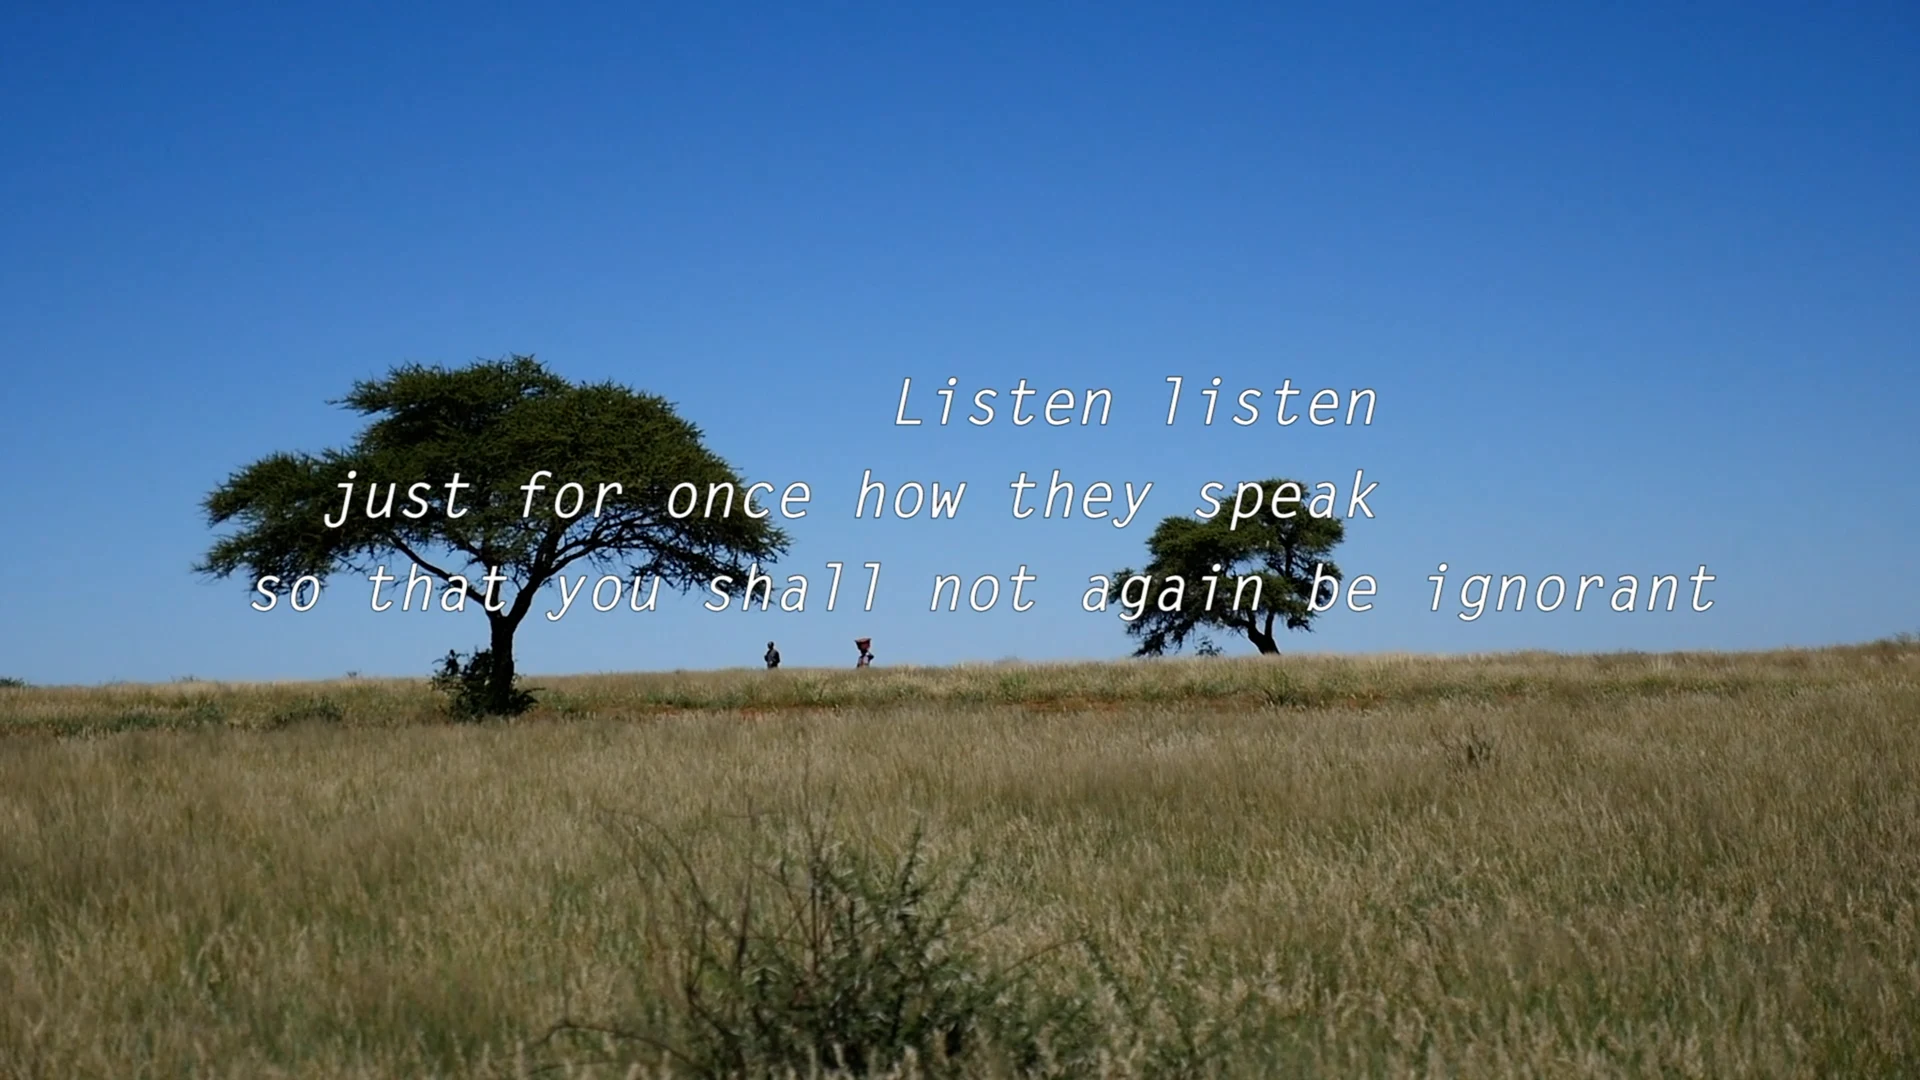 Listen listen
just for once how they speak
so that you shall not again be ignorant